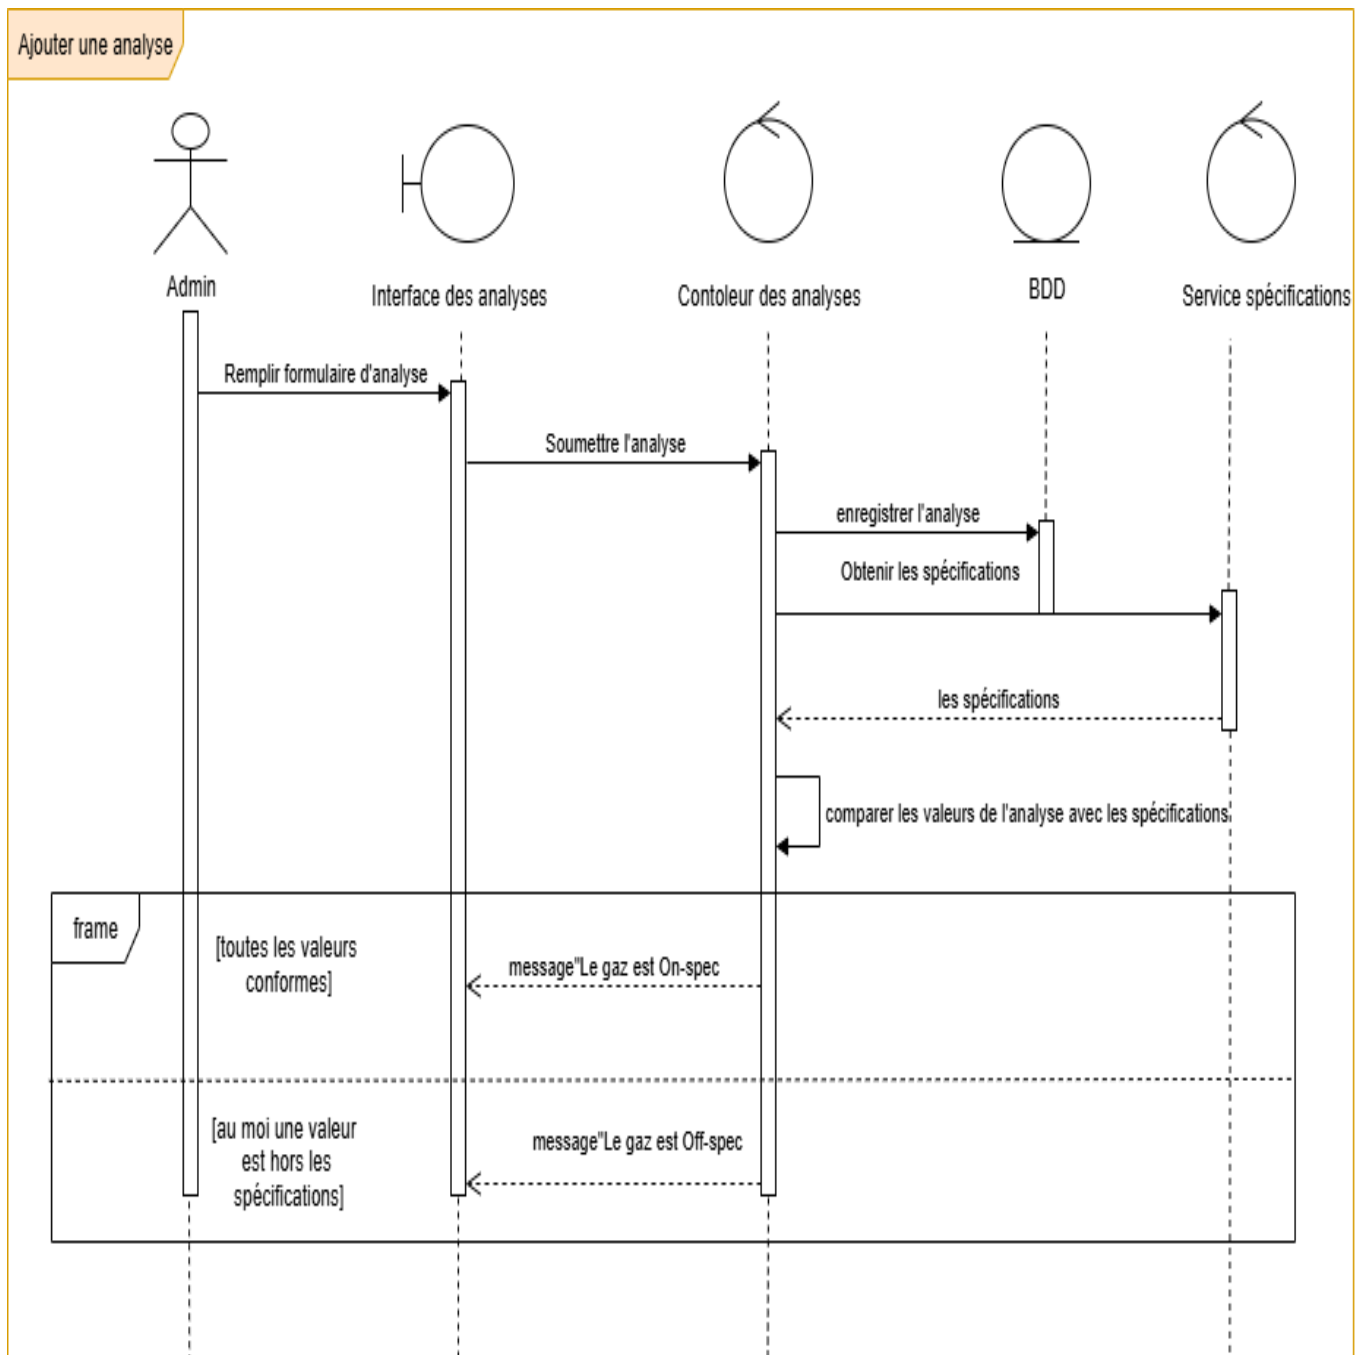 Ajouter une analyse
Admin
Interface des analyses
Contoleur des analyses
BDD
Service spécifications
Remplir formulaire d'analyse
Soumettre l'analyse
enregistrer l'analyse
Obtenir les spécifications
les spécifications
comparer les valeurs de l'analyse avec les spécifications
frame
[toutes les valeurs
conformes]
message"Le gaz est On-spec
[au moi une valeur
est hors les
spécifications]
message"Le gaz est Off-spec